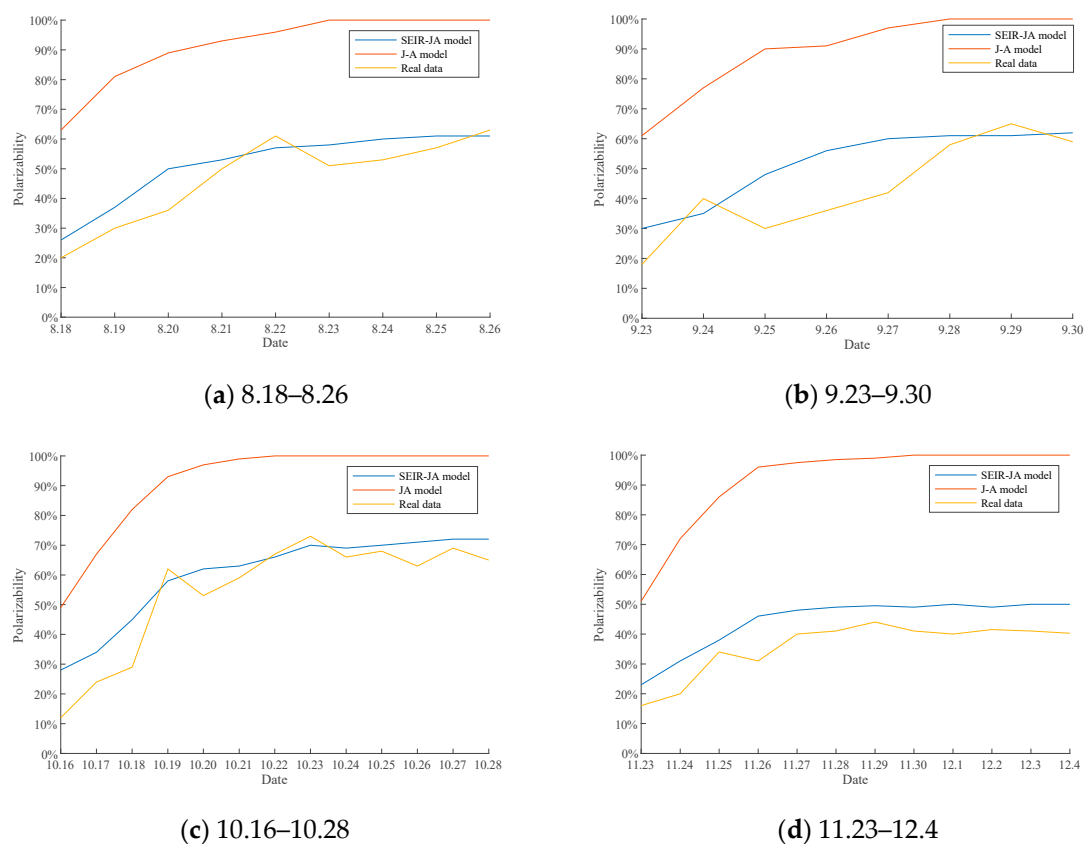 100%
90%
80%
70%
60%
50%
40%
30%
20%
10%
0%
Polarizability
SEIR-JA model
J-A model
Real data
8.18 8.19 8.20 8.21 8.22 8.23 8.24 8.25 8.26
Date
(a) 8.18–8.26
100%
90%
80%
70%
60%
50%
40%
30%
20%
10%
0%
Polarizability
SEIR-JA model
J-A model
Real data
9.23 9.24 9.25 9.26 9.27 9.28 9.29 9.30
Date
(b) 9.23–9.30
100%
90%
80%
70%
60%
50%
40%
30%
20%
10%
0%
Polarizability
SEIR-JA model
JA model
Real data
10.16 10.17 10.18 10.19 10.20 10.21 10.22 10.23 10.24 10.25 10.26 10.27 10.28
Date
(c) 10.16–10.28
100%
90%
80%
70%
60%
50%
40%
30%
20%
10%
0%
Polarizability
SEIR-JA model
J-A model
Real data
11.23 11.24 11.25 11.26 11.27 11.28 11.29 11.30 12.1 12.2 12.3 12.4
Date
(d) 11.23–12.4